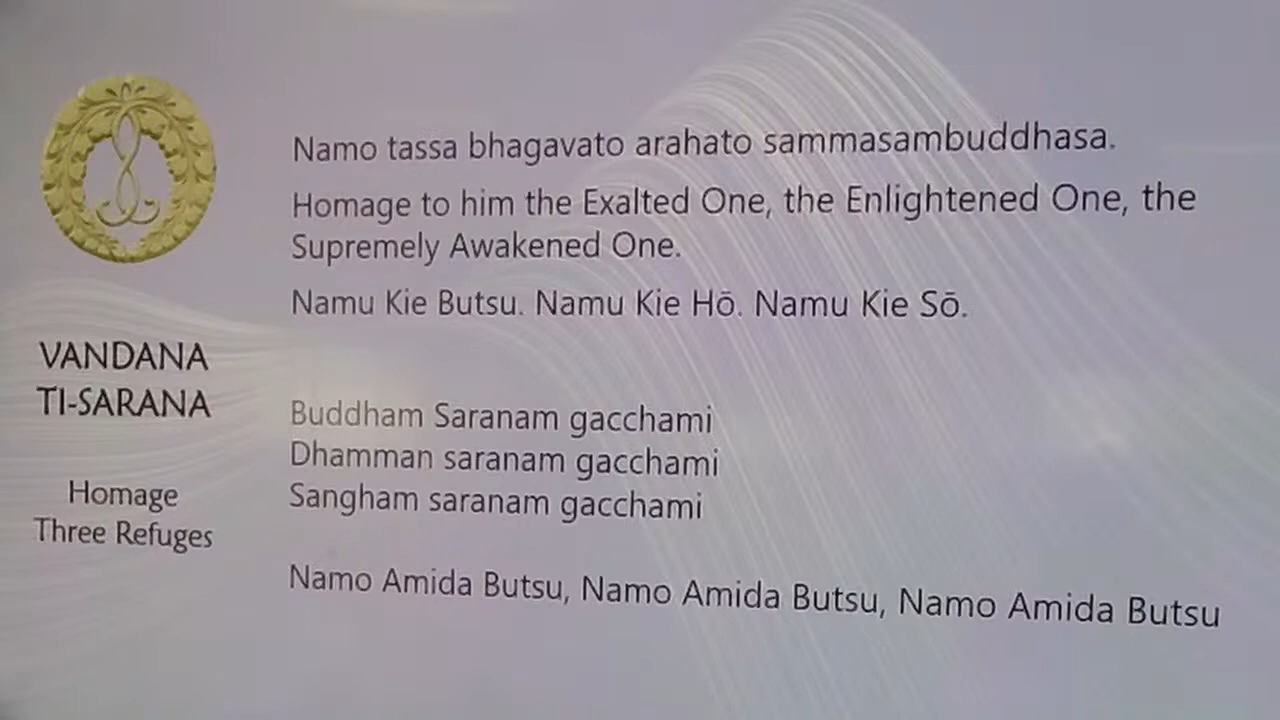 Namo tassa bhagavato arahato sammasambuddhasa.
Homage to him the Exalted One, the Enlightened One, the
Supremely Awakened One.
Namu Kie Butsu. Namu Kie Hō. Namu Kie Sō.
VANDANA
TI-SARANA
Homage
Three Refuges
Buddham Saranam gacchami
Dhamman saranam gacchami
Sangham saranam gacchami
Namo Amida Butsu, Namo Amida Butsu, Namo Amida Butsu